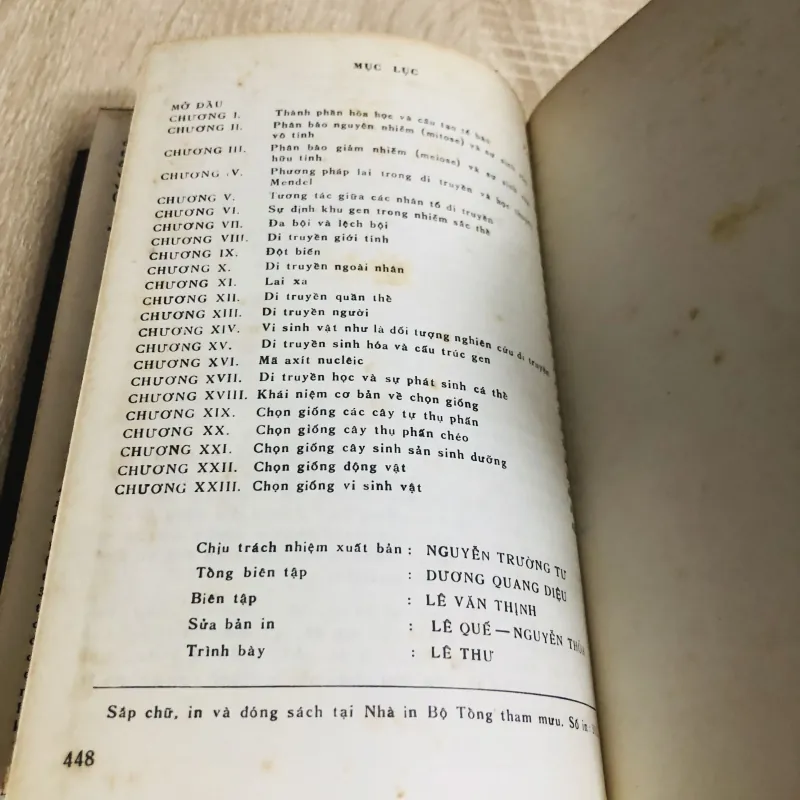 MỤC LỤC
MỞ ĐẦU
CHƯƠNG I. Thành phần hóa học và cấu tạo tế bào
CHƯƠNG II. Phân bào nguyên nhiễm (mitose) và sự sinh sản
vô tính
CHƯƠNG III. Phân bào giảm nhiễm (meiose) và sự sinh sản
hữu tính
CHƯƠNG .V. Phương pháp lai trong di truyền và học thuyết
Mendel
CHƯƠNG V. Tương tác giữa các nhân tố di truyền
CHƯƠNG VI. Sự định khu gen trong nhiễm sắc thể
CHƯƠNG VII. Đa bội và lệch bội
CHƯƠNG VIII. Di truyền giới tính
CHƯƠNG IX. Đột biến
CHƯƠNG X. Di truyền ngoài nhân
CHƯƠNG XI. Lai xa
CHƯƠNG XII. Di truyền quần thể
CHƯƠNG XIII. Di truyền người
CHƯƠNG XIV. Vi sinh vật như là đối tượng nghiên cứu di truyền
CHƯƠNG XV. Di truyền sinh hóa và cấu trúc gen
CHƯƠNG XVI. Mã axit nuclêic
CHƯƠNG XVII. Di truyền học và sự phát sinh cá thể
CHƯƠNG XVIII. Khái niệm cơ bản về chọn giống
CHƯƠNG XIX. Chọn giống các cây tự thụ phấn
CHƯƠNG XX. Chọn giống cây thụ phấn chéo
CHƯƠNG XXI. Chọn giống cây sinh sản sinh dưỡng
CHƯƠNG XXII. Chọn giống động vật
CHƯƠNG XXIII. Chọn giống vi sinh vật
Chịu trách nhiệm xuất bản : NGUYỄN TRƯỜNG TƯ
Tổng biên tập : DƯƠNG QUANG DIỆU
Biên tập : LÊ VĂN THỊNH
Sửa bản in : LÊ QUẾ — NGUYỄN
Trình bày : LÊ THƯ
Sắp chữ, in và đóng sách tại Nhà in Bộ Tổng tham mưu. Số in:
448